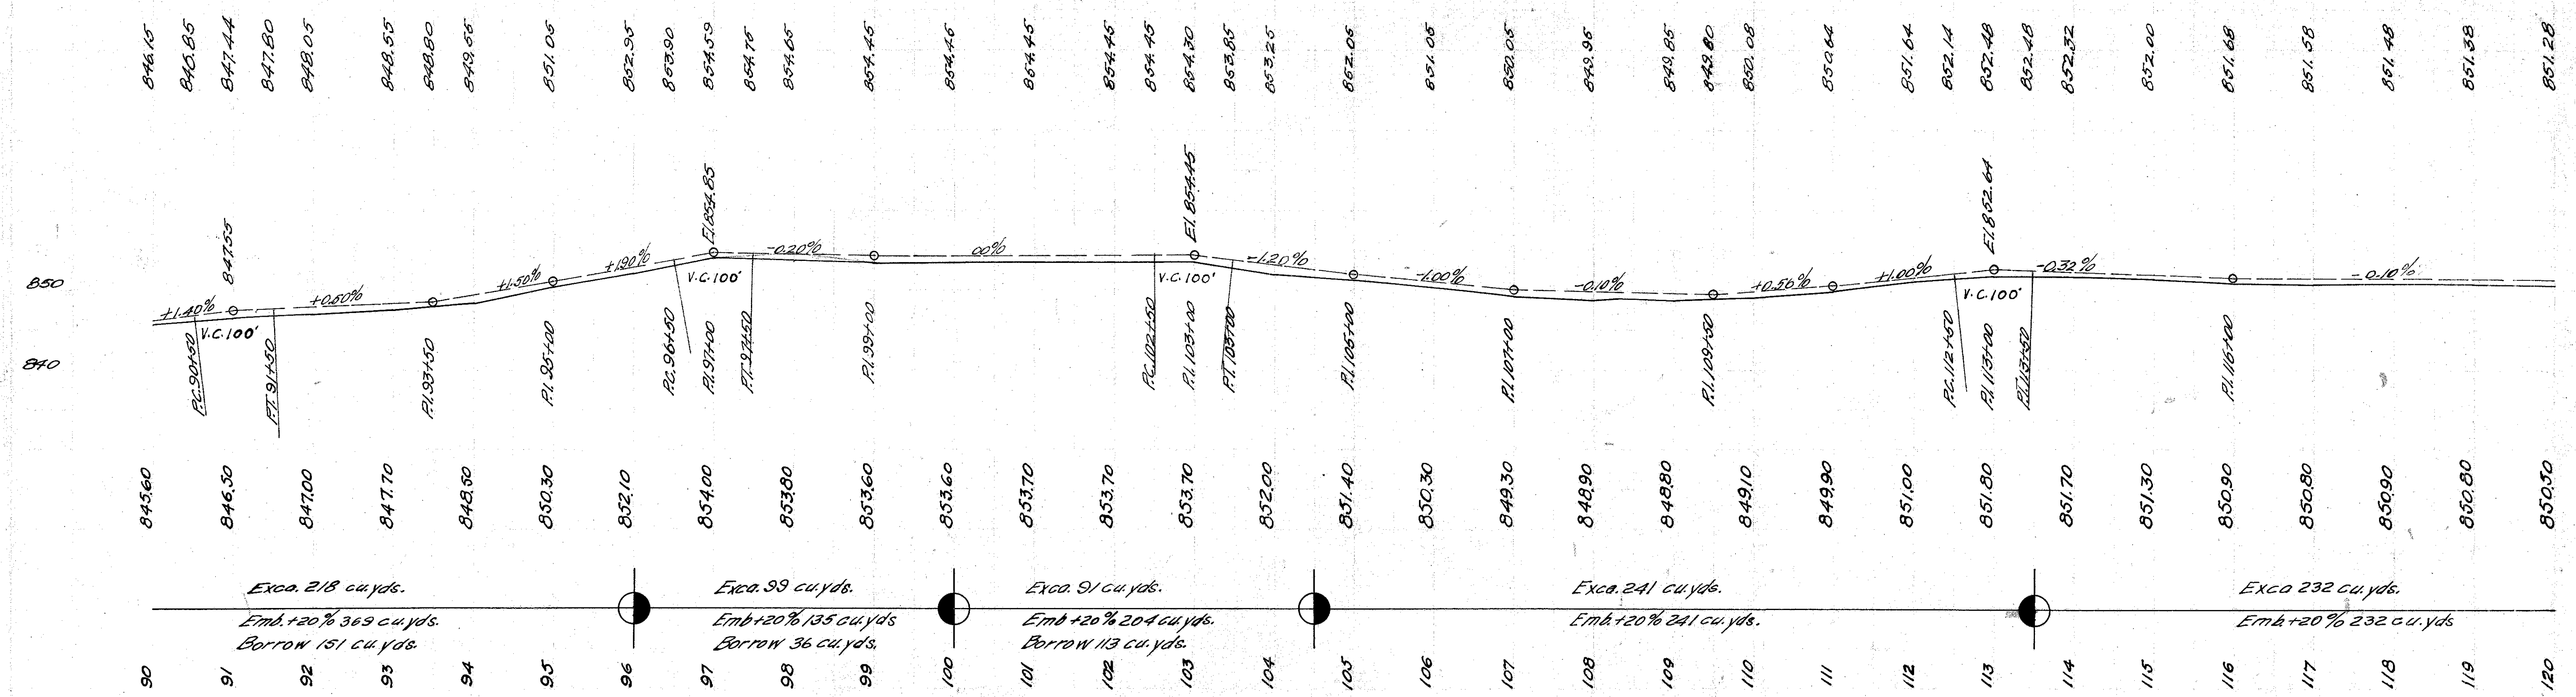 846.15 846.85 847.44 847.80 848.05 848.55 848.80 849.55 851.05 852.95 853.90 854.59 854.75 854.65 854.45 854.45 854.45 854.45 854.45 854.30 853.85 853.25 852.05 851.05 850.05 849.95 849.85 849.80 850.08 850.64 851.64 852.14 852.48 852.48 852.32 852.00 851.68 851.58 851.48 851.38 851.28
847.55 El.854.85 El. 854.45 El.852.64
850
+1.40% +0.50% +1.50% +1.90% -0.20% 00% -1.20% -1.00% -0.10% +0.56% +1.00% -0.32% -0.10%
V.C.100' V.C.100' V.C.100' V.C.100'
840
P.C.90+50 P.T.91+50 P.I.93+50 P.I.95+00 P.C.96+50 P.I.97+00 P.T.97+50 P.I.99+00 P.C.102+50 P.I.103+00 P.T.103+00 P.I.105+00 P.I.107+00 P.I.109+50 P.C.112+50 P.I.113+00 P.T.113+50 P.I.116+00
845.60 846.50 847.00 847.70 848.50 850.30 852.10 854.00 853.80 853.60 853.60 853.70 853.70 853.70 852.00 851.40 850.30 849.30 848.90 848.80 849.10 849.90 851.00 851.80 851.70 851.30 850.90 850.80 850.90 850.80 850.50
Exca. 218 cu.yds. Exca. 99 cu.yds. Exca. 91 cu.yds. Exca. 241 cu.yds. Exca 232 cu.yds.
Emb.+20% 369 cu.yds. Emb+20% 135 cu.yds Emb+20% 204 cu.yds. Emb.+20% 241 cu.yds. Emb+20% 232 cu.yds
Borrow 151 cu.yds. Borrow 36 cu.yds. Borrow 113 cu.yds.
90 91 92 93 94 95 96 97 98 99 100 101 102 103 104 105 106 107 108 109 110 111 112 113 114 115 116 117 118 119 120